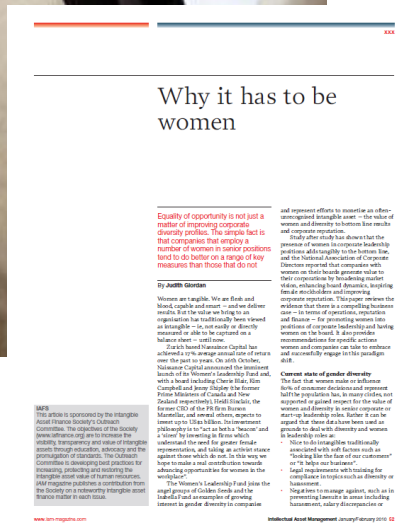 xxx
Why it has to be
women
Equality of opportunity is not just a
matter of improving corporate
diversity profiles. The simple fact is
that companies that employ a
number of women in senior positions
tend to do better on a range of key
measures than those that do not
By Judith Giordan
Women are tangible. We are flesh and
blood, capable and smart – and we deliver
results. But the value we bring to an
organisation has traditionally been viewed
as intangible – ie, not easily or directly
measured or able to be captured on a
balance sheet – until now.
Zurich based Naissance Capital has
achieved a 17% average annual rate of return
over the past 10 years. On 20th October,
Naissance Capital announced the imminent
launch of its Women's Leadership Fund and,
with a board including Cherie Blair, Kim
Campbell and Jenny Shipley (the former
Prime Ministers of Canada and New
Zealand respectively), Heidi Sinclair, the
former CEO of the PR firm Burson
Marsteller, and several others, expects to
invest up to US$2 billion. Its investment
philosophy is to "act as both a 'beacon' and
a 'siren' by investing in firms which
understand the need for greater female
representation, and taking an activist stance
against those which do not. In this way, we
hope to make a real contribution towards
advancing opportunities for women in the
workplace".
The Women's Leadership Fund joins the
angel groups of Golden Seeds and the
Isabella Fund as examples of growing
interest in gender diversity in companies
and represent efforts to monetise an often-
unrecognised intangible asset – the value of
women and diversity to bottom line results
and corporate reputation.
Study after study has shown that the
presence of women in corporate leadership
positions adds tangibly to the bottom line,
and the National Association of Corporate
Directors reported that companies with
women on their boards generate value to
their corporations by broadening market
vision, enhancing board dynamics, inspiring
female stockholders and improving
corporate reputation. This paper reviews the
evidence that there is a compelling business
case – in terms of operations, reputation
and finance – for promoting women into
positions of corporate leadership and having
women on the board. It also provides
recommendations for specific actions
women and companies can take to embrace
and successfully engage in this paradigm
shift.
Current state of gender diversity
The fact that women make or influence
80% of consumer decisions and represent
half the population has, in many circles, not
supported or gained respect for the value of
women and diversity in senior corporate or
start-up leadership roles. Rather it can be
argued that these data have been used as
grounds to deal with diversity and women
in leadership roles as:
• Nice to do intangibles traditionally
associated with soft factors such as
"looking like the face of our customers"
or "it helps our business".
• Legal requirements with training for
compliance in topics such as diversity or
harassment.
• Negatives to manage against, such as in
preventing lawsuits in areas including
harassment, salary discrepancies or
IAFS
This article is sponsored by the Intangible
Asset Finance Society's Outreach
Committee. The objectives of the Society
(www.iafinance.org) are to increase the
visibility, transparency and value of intangible
assets through education, advocacy and the
promulgation of standards. The Outreach
Committee is developing best practices for
increasing, protecting and restoring the
intangible asset value of human resources.
IAM magazine publishes a contribution from
the Society on a noteworthy intangible asset
finance matter in each issue.
www.iam-magazine.com
Intellectual Asset Management January/February 2010 52